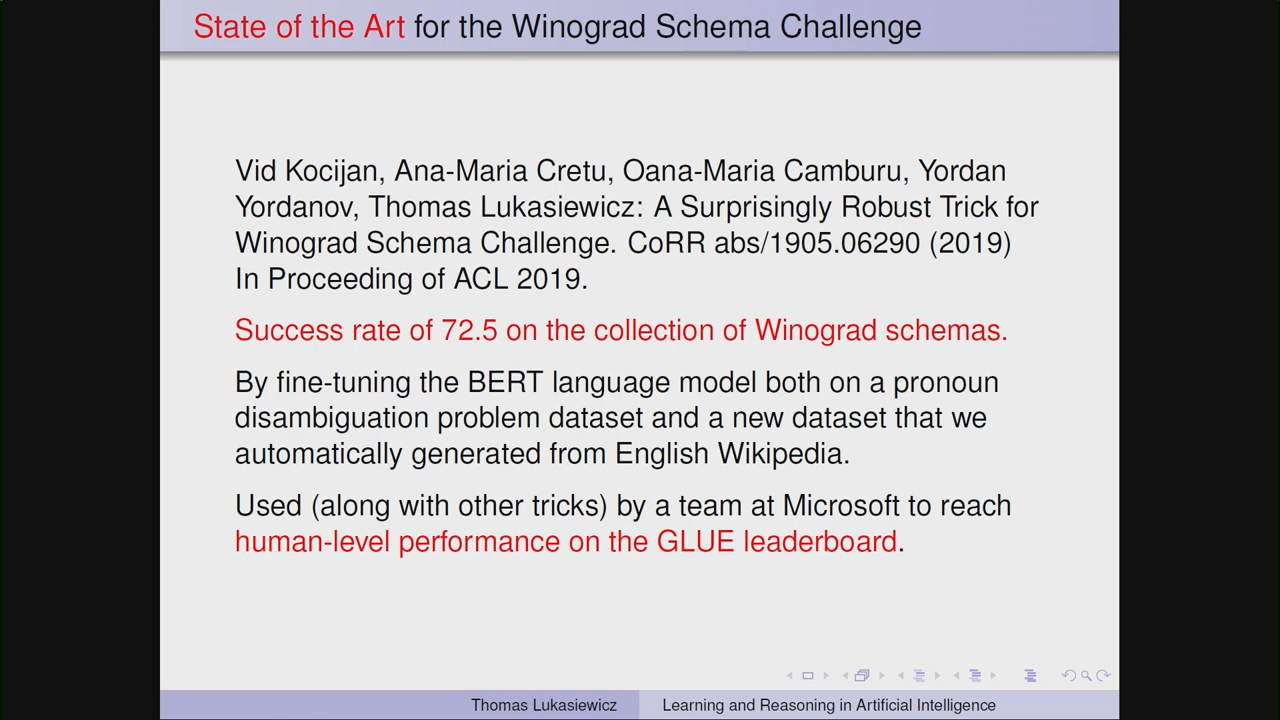 State of the Art for the Winograd Schema Challenge
Vid Kocijan, Ana-Maria Cretu, Oana-Maria Camburu, Yordan
Yordanov, Thomas Lukasiewicz: A Surprisingly Robust Trick for
Winograd Schema Challenge. CoRR abs/1905.06290 (2019)
In Proceeding of ACL 2019.
Success rate of 72.5 on the collection of Winograd schemas.
By fine-tuning the BERT language model both on a pronoun
disambiguation problem dataset and a new dataset that we
automatically generated from English Wikipedia.
Used (along with other tricks) by a team at Microsoft to reach
human-level performance on the GLUE leaderboard.
Thomas Lukasiewicz
Learning and Reasoning in Artificial Intelligence